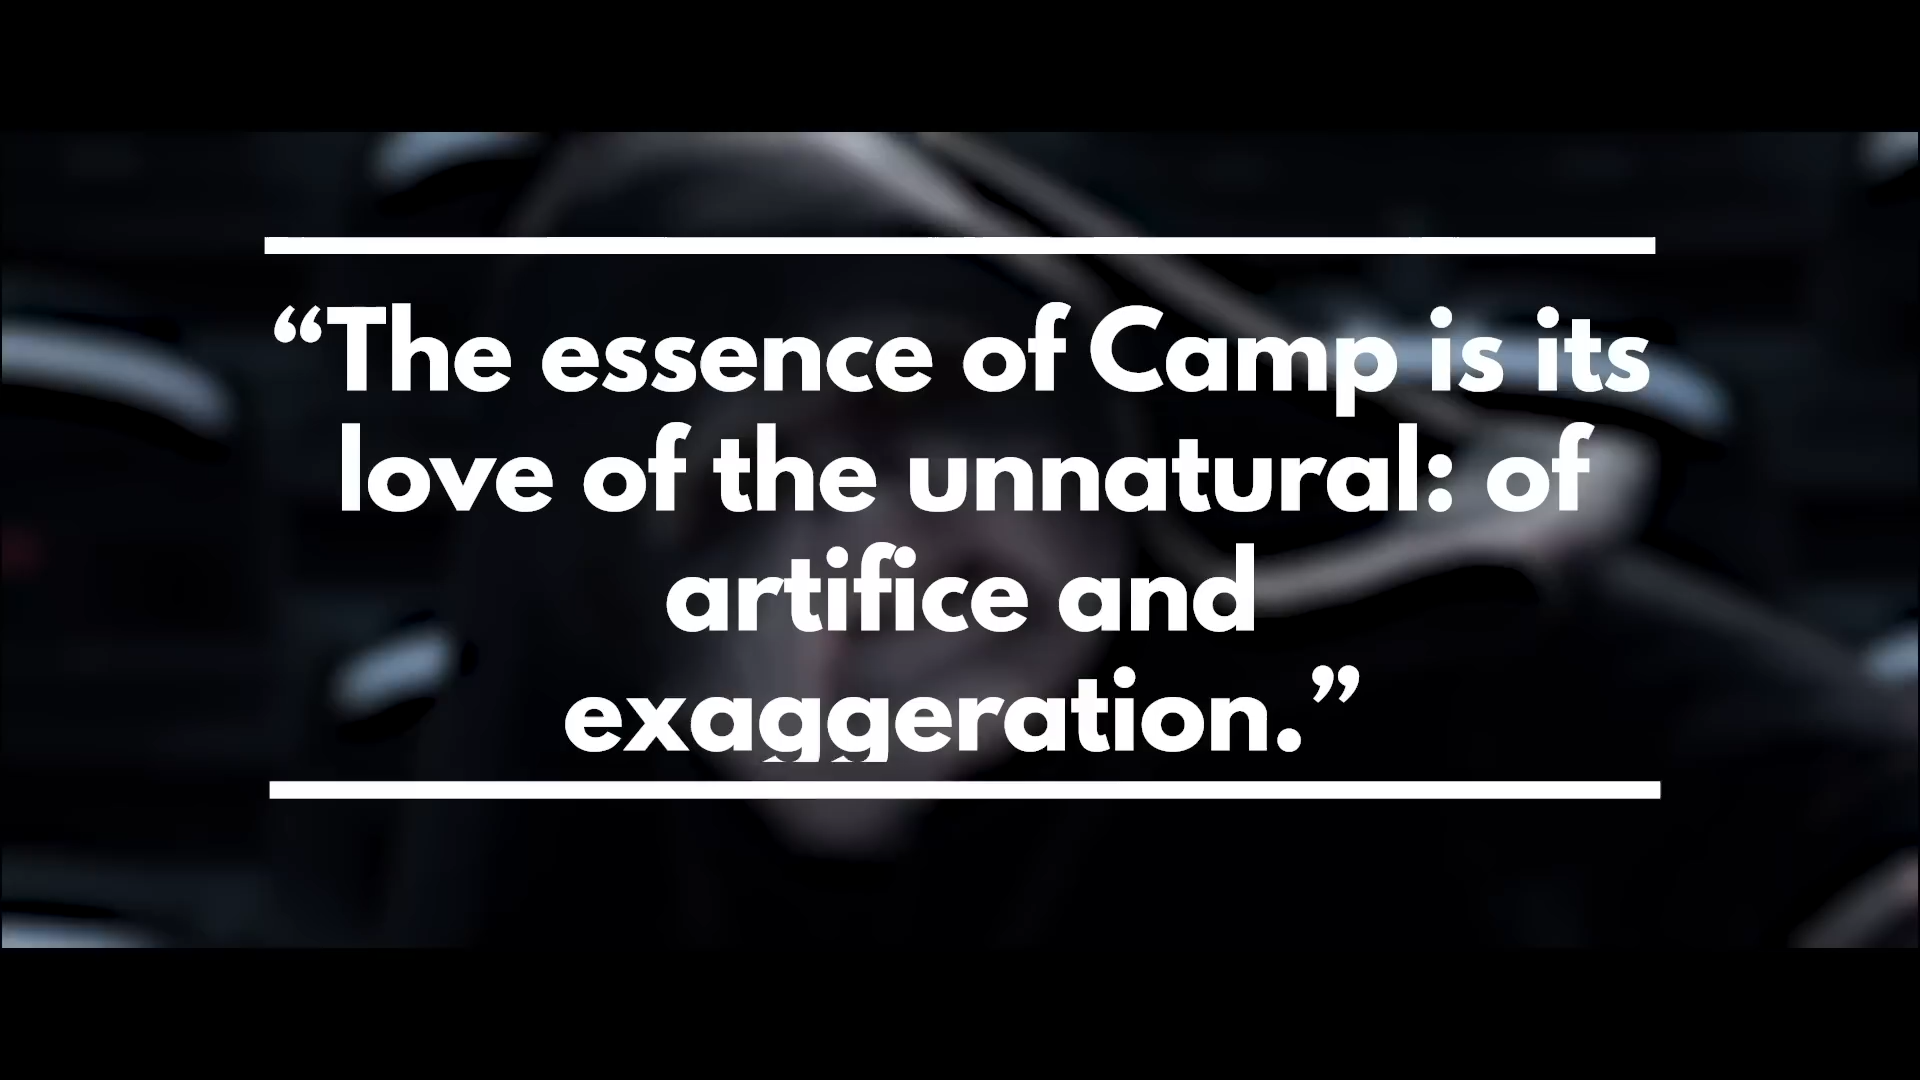 “The essence of Camp is its
love of the unnatural: of
artifice and
exaggeration.”